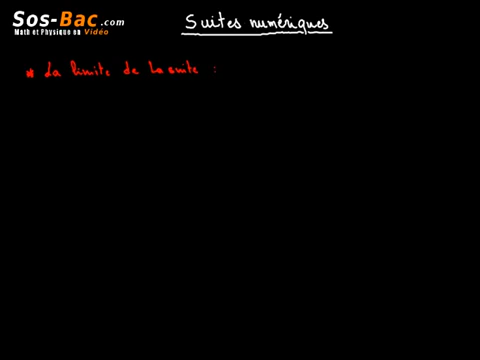 Sos-Bac.com
Math et Physique en Vidéo
Suites numériques
* La limite de la suite :